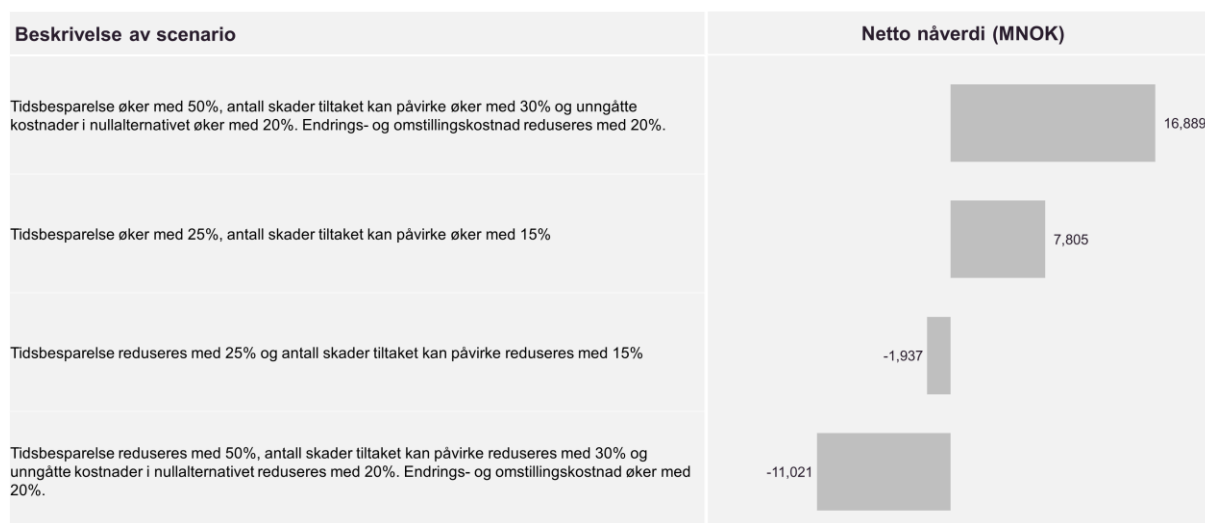 Beskrivelse av scenario
Netto nåverdi (MNOK)
Tidsbesparelse øker med 50%, antall skader tiltaket kan påvirke øker med 30% og unngåtte
kostnader i nullalternativet øker med 20%. Endrings- og omstillingskostnad reduseres med 20%.
16,889
Tidsbesparelse øker med 25%, antall skader tiltaket kan påvirke øker med 15%
7,805
Tidsbesparelse reduseres med 25% og antall skader tiltaket kan påvirke reduseres med 15%
-1,937
Tidsbesparelse reduseres med 50%, antall skader tiltaket kan påvirke reduseres med 30% og
unngåtte kostnader i nullalternativet reduseres med 20%. Endrings- og omstillingskostnad øker med
20%.
-11,021